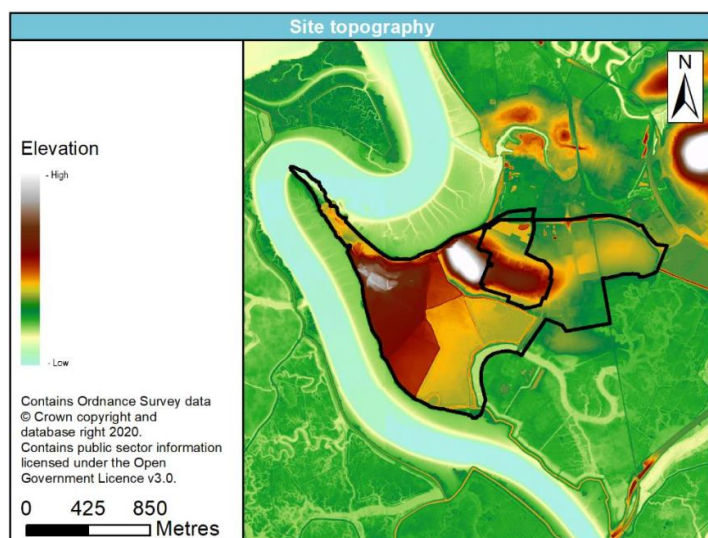 Site topography
N
Elevation
- High
- Low
Contains Ordnance Survey data
© Crown copyright and
database right 2020.
Contains public sector information
licensed under the Open
Government Licence v3.0.
0 425 850
Metres